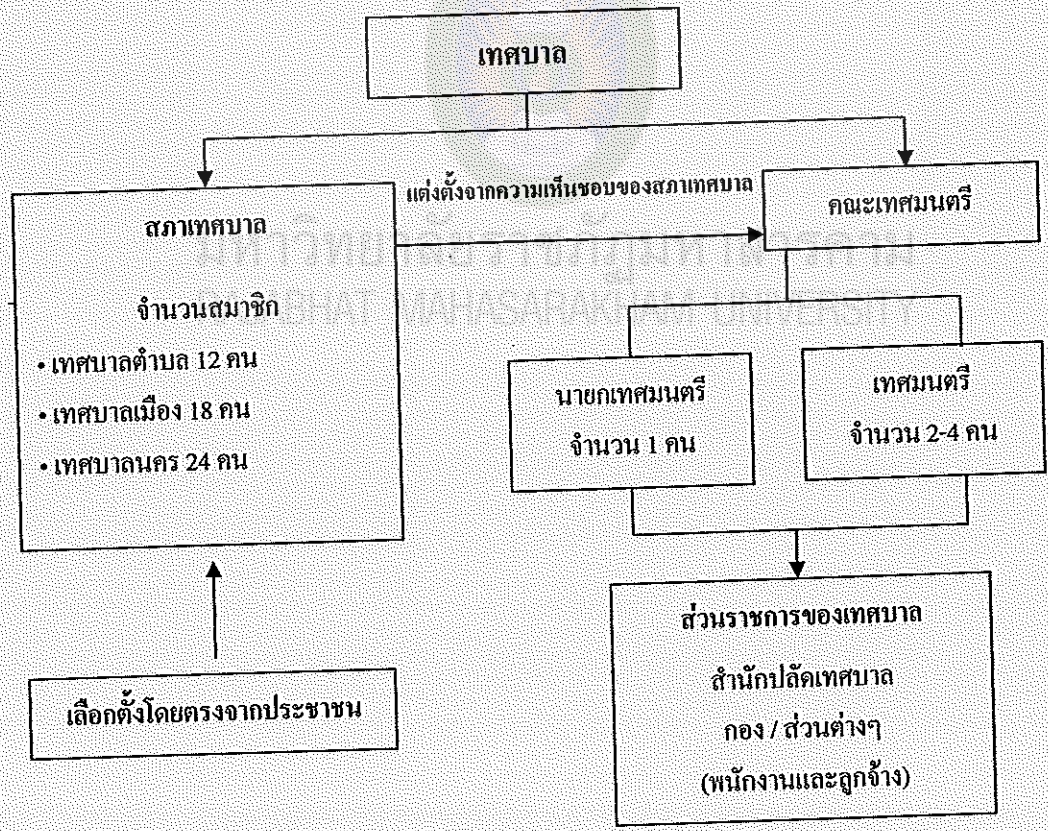 เทศบาล
แต่งตั้งจากความเห็นชอบของสภาเทศบาล
สภาเทศบาล
จำนวนสมาชิก
• เทศบาลตำบล 12 คน
• เทศบาลเมือง 18 คน
• เทศบาลนคร 24 คน
เลือกตั้งโดยตรงจากประชาชน
คณะเทศมนตรี
นายกเทศมนตรี
จำนวน 1 คน
เทศมนตรี
จำนวน 2-4 คน
ส่วนราชการของเทศบาล
สำนักปลัดเทศบาล
กอง / ส่วนต่างๆ
(พนักงานและลูกจ้าง)